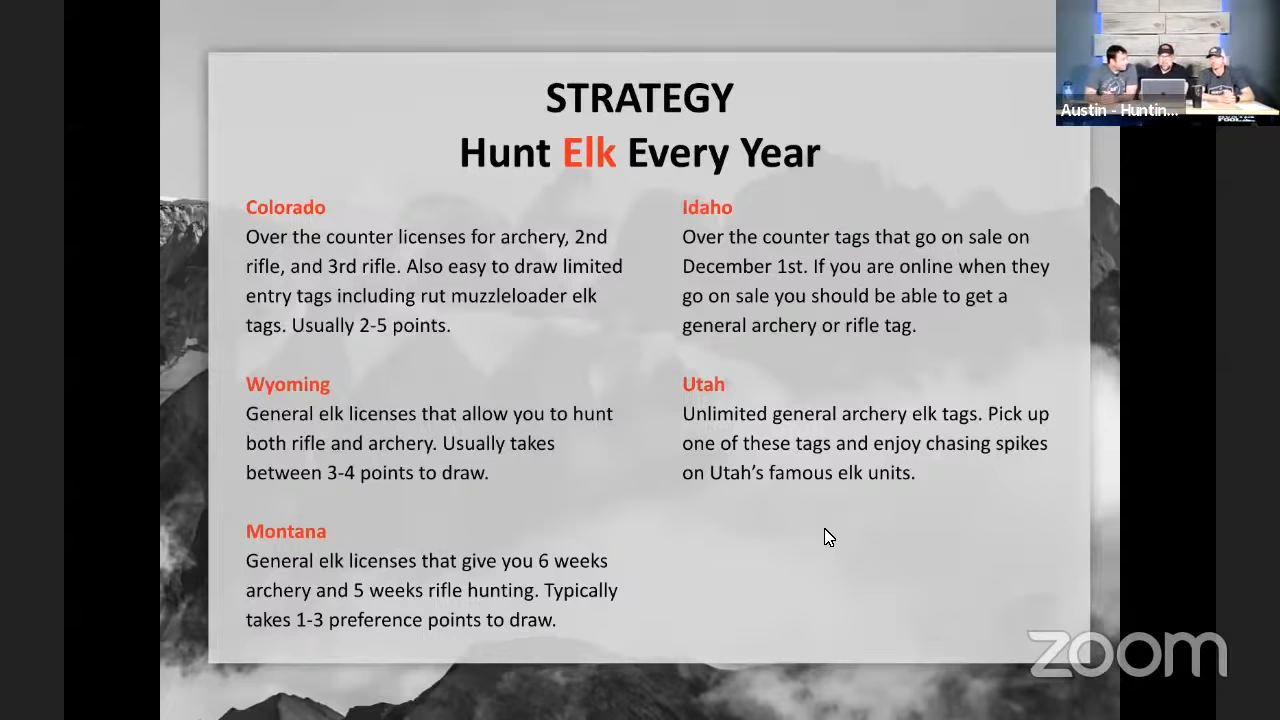 STRATEGY
Hunt Elk Every Year
Colorado
Over the counter licenses for archery, 2nd
rifle, and 3rd rifle. Also easy to draw limited
entry tags including rut muzzleloader elk
tags. Usually 2-5 points.
Wyoming
General elk licenses that allow you to hunt
both rifle and archery. Usually takes
between 3-4 points to draw.
Montana
General elk licenses that give you 6 weeks
archery and 5 weeks rifle hunting. Typically
takes 1-3 preference points to draw.
Idaho
Over the counter tags that go on sale on
December 1st. If you are online when they
go on sale you should be able to get a
general archery or rifle tag.
Utah
Unlimited general archery elk tags. Pick up
one of these tags and enjoy chasing spikes
on Utah's famous elk units.
Austin - Huntin...
zoom